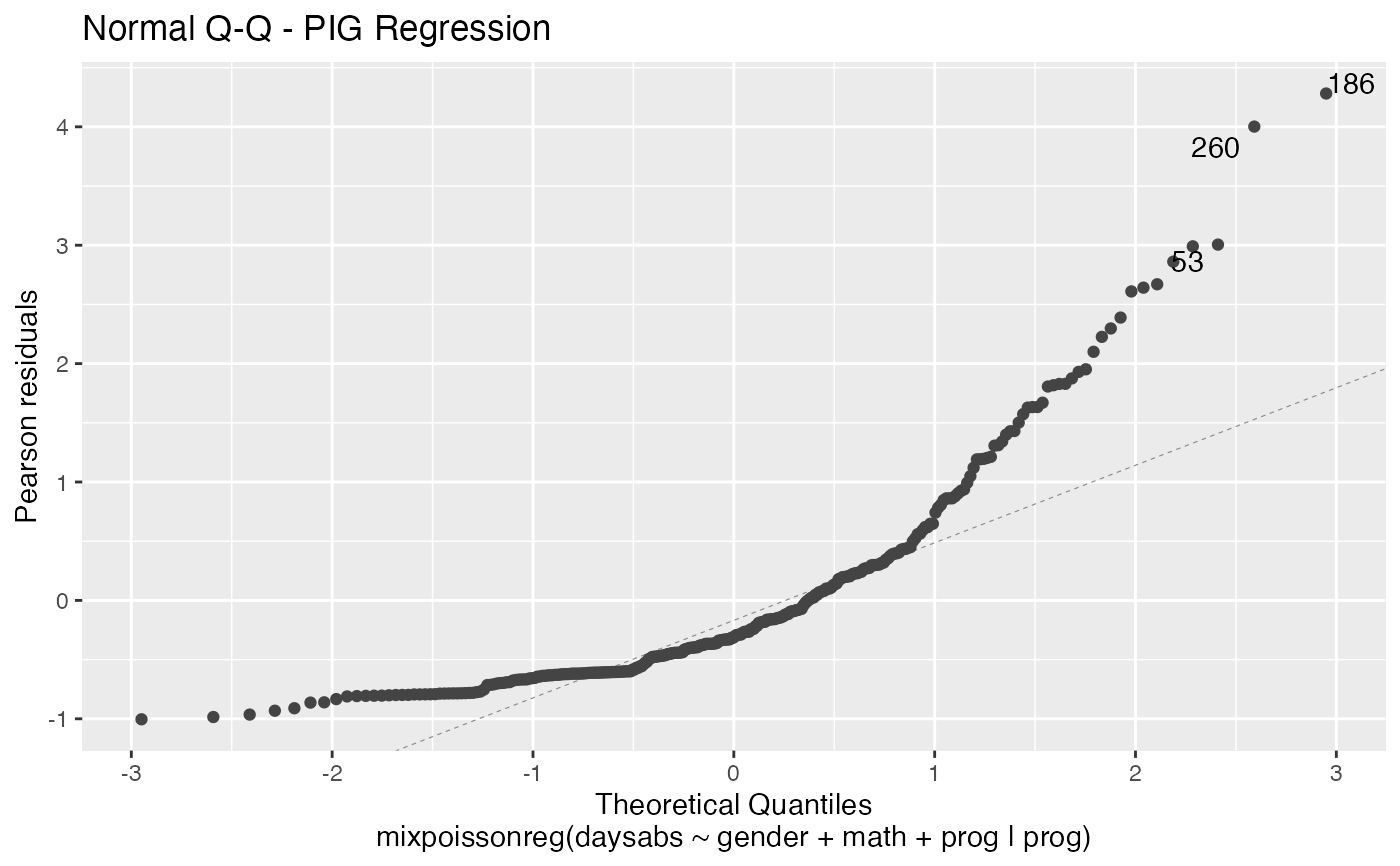 Normal Q-Q - PIG Regression
186
4
260
3
53
2
1
0
-1
Pearson residuals
-3 -2 -1 0 1 2 3
Theoretical Quantiles
mixpoissonreg(daysabs ~ gender + math + prog | prog)